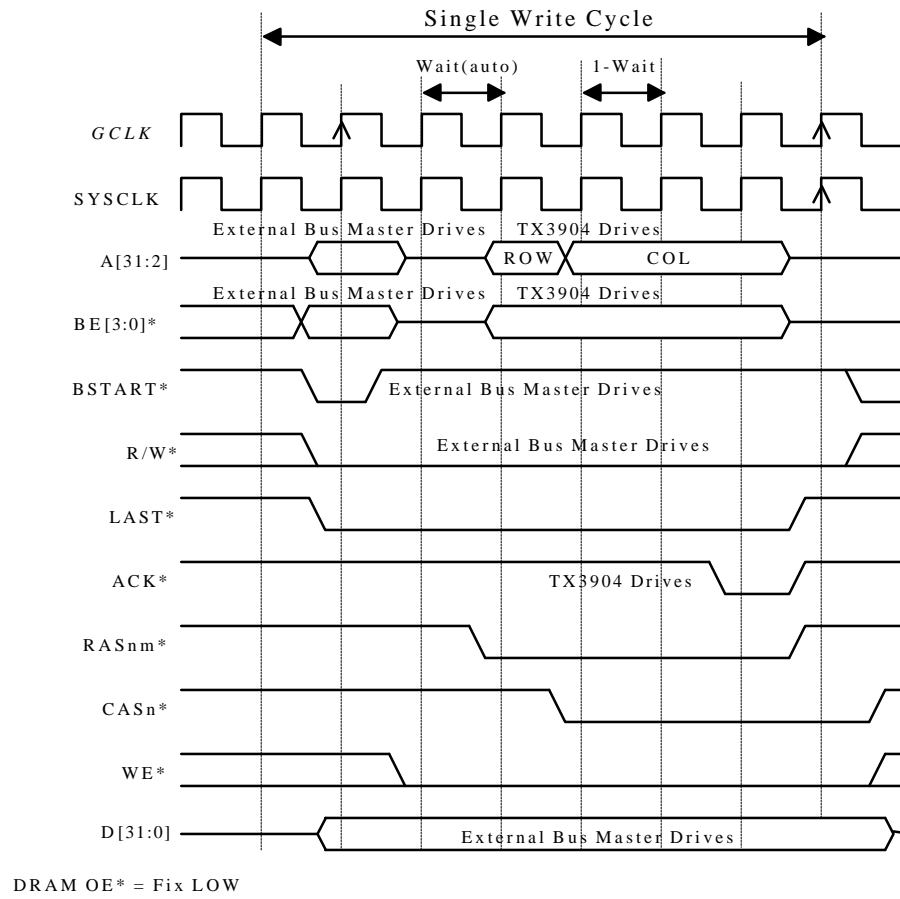 Single Write Cycle
Wait(auto) 1-Wait
GCLK
SYSCLK
External Bus Master Drives TX3904 Drives
A[31:2] ROW COL
External Bus Master Drives TX3904 Drives
BE[3:0]*
BSTART* External Bus Master Drives
R/W* External Bus Master Drives
LAST*
ACK* TX3904 Drives
RASnm*
CASn*
WE*
D[31:0] External Bus Master Drives
DRAM OE* = Fix LOW